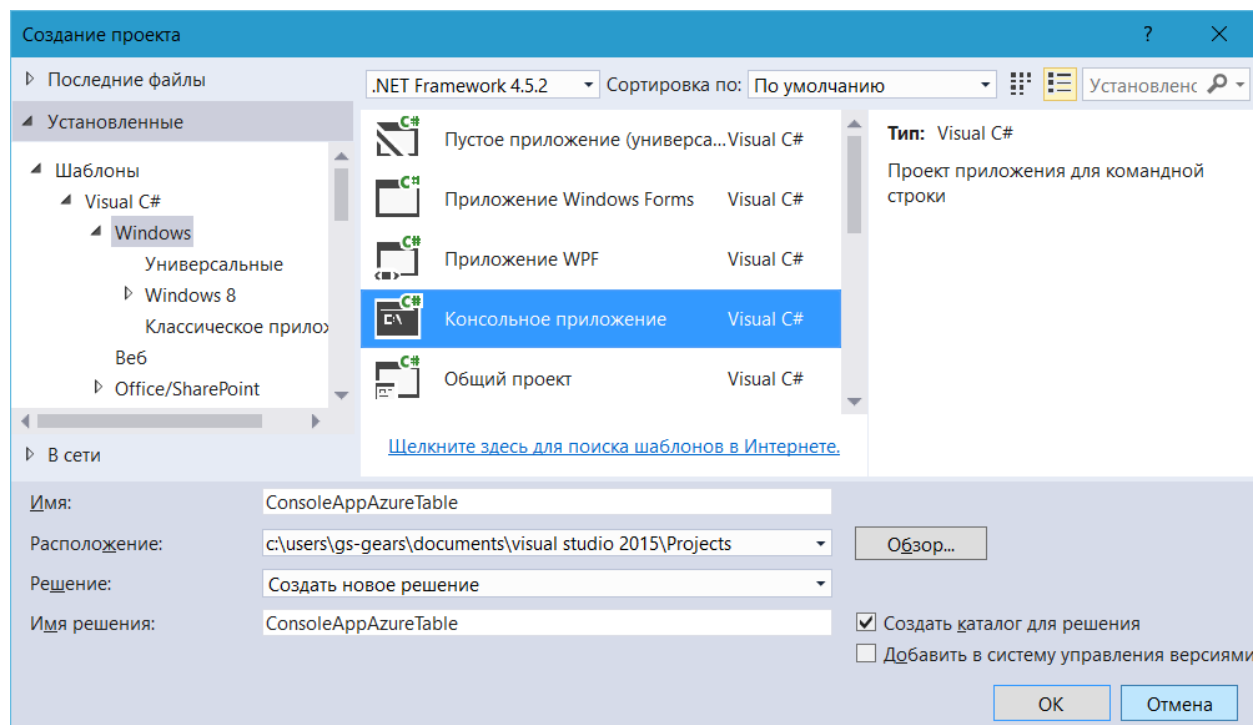 Создание проекта ?
Последние файлы
.NET Framework 4.5.2 Сортировка по: По умолчанию Установленс
Установленные
Шаблоны
Visual C#
Windows
Универсальные
Windows 8
Классическое прилож
Веб
Office/SharePoint
В сети
C# Пустое приложение (универса... Visual C#
C# Приложение Windows Forms Visual C#
C# Приложение WPF Visual C#
C# Консольное приложение Visual C#
C# Общий проект Visual C#
Щелкните здесь для поиска шаблонов в Интернете.
Тип: Visual C#
Проект приложения для командной
строки
Имя: ConsoleAppAzureTable
Расположение: c:\users\gs-gears\documents\visual studio 2015\Projects Обзор...
Решение: Создать новое решение
Имя решения: ConsoleAppAzureTable
Создать каталог для решения
Добавить в систему управления версиями
OK Отмена